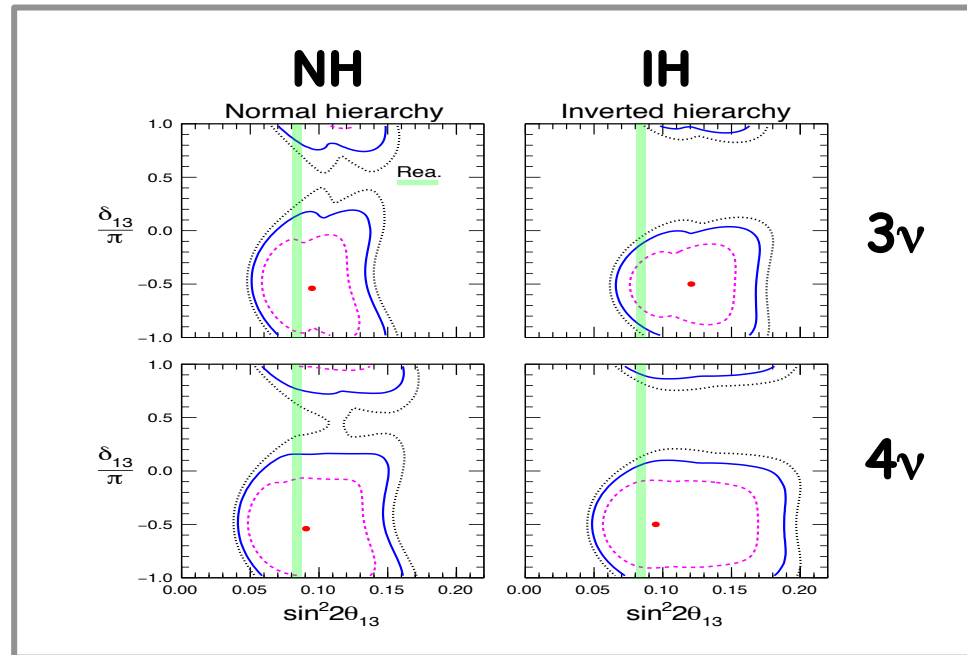 NH IH
Normal hierarchy Inverted hierarchy
1.0
0.5
0.0
−0.5
−1.0
δ13
π
Rea.
3ν
1.0
0.5
0.0
−0.5
−1.0
δ13
π
4ν
0.00 0.05 0.10 0.15 0.20 0.00 0.05 0.10 0.15 0.20
sin²2θ13 sin²2θ13